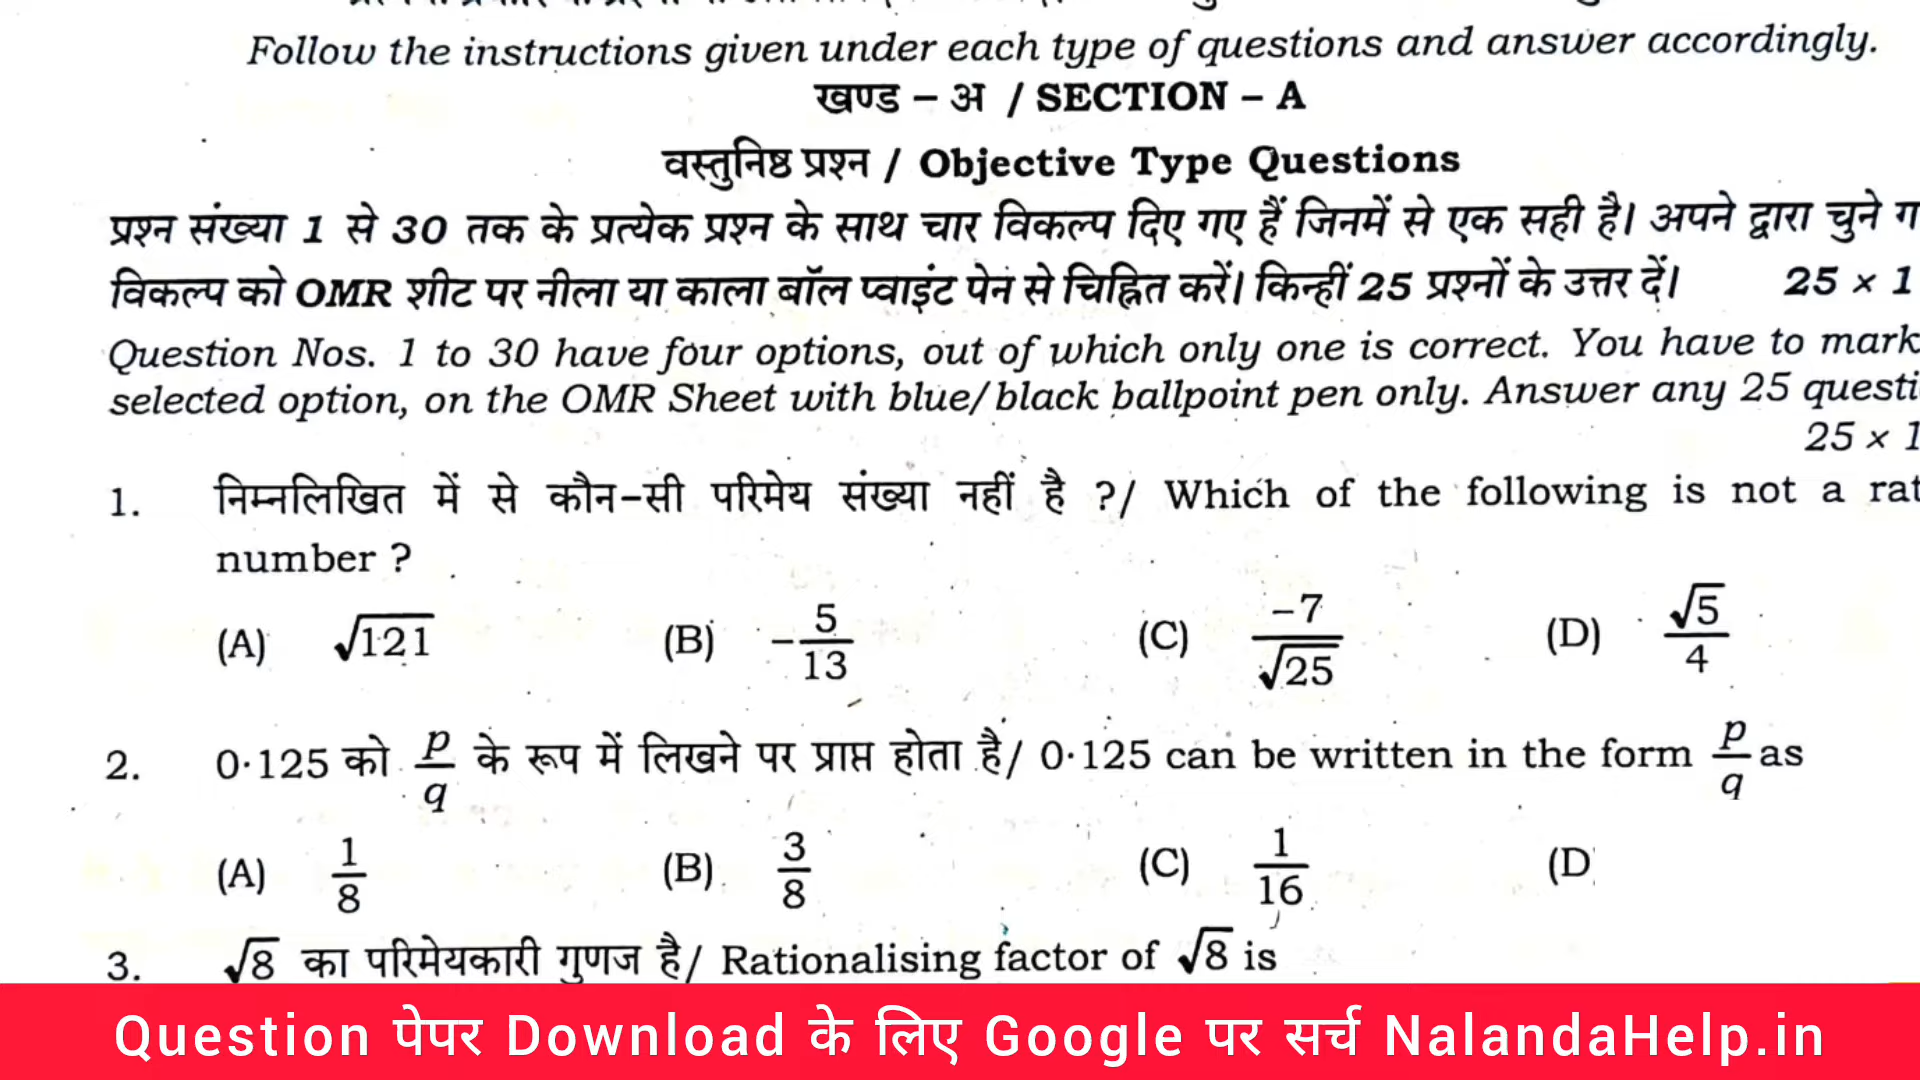 Follow the instructions given under each type of questions and answer accordingly.
खण्ड – अ / SECTION – A
वस्तुनिष्ठ प्रश्न / Objective Type Questions
प्रश्न संख्या 1 से 30 तक के प्रत्येक प्रश्न के साथ चार विकल्प दिए गए हैं जिनमें से एक सही है। अपने द्वारा चुने ग
विकल्प को OMR शीट पर नीला या काला बॉल प्वाइंट पेन से चिह्नित करें। किन्हीं 25 प्रश्नों के उत्तर दें। 25 × 1
Question Nos. 1 to 30 have four options, out of which only one is correct. You have to mark
selected option, on the OMR Sheet with blue/black ballpoint pen only. Answer any 25 questi
25 × 1
1. निम्नलिखित में से कौन-सी परिमेय संख्या नहीं है ?/ Which of the following is not a rat
number ?
(A) √121 (B) -5/13 (C) -7/√25 (D) √5/4
2. 0·125 को p/q के रूप में लिखने पर प्राप्त होता है/ 0·125 can be written in the form p/q as
(A) 1/8 (B) 3/8 (C) 1/16 (D
3. √8 का परिमेयकारी गुणज है/ Rationalising factor of √8 is
Question पेपर Download के लिए Google पर सर्च NalandaHelp.in